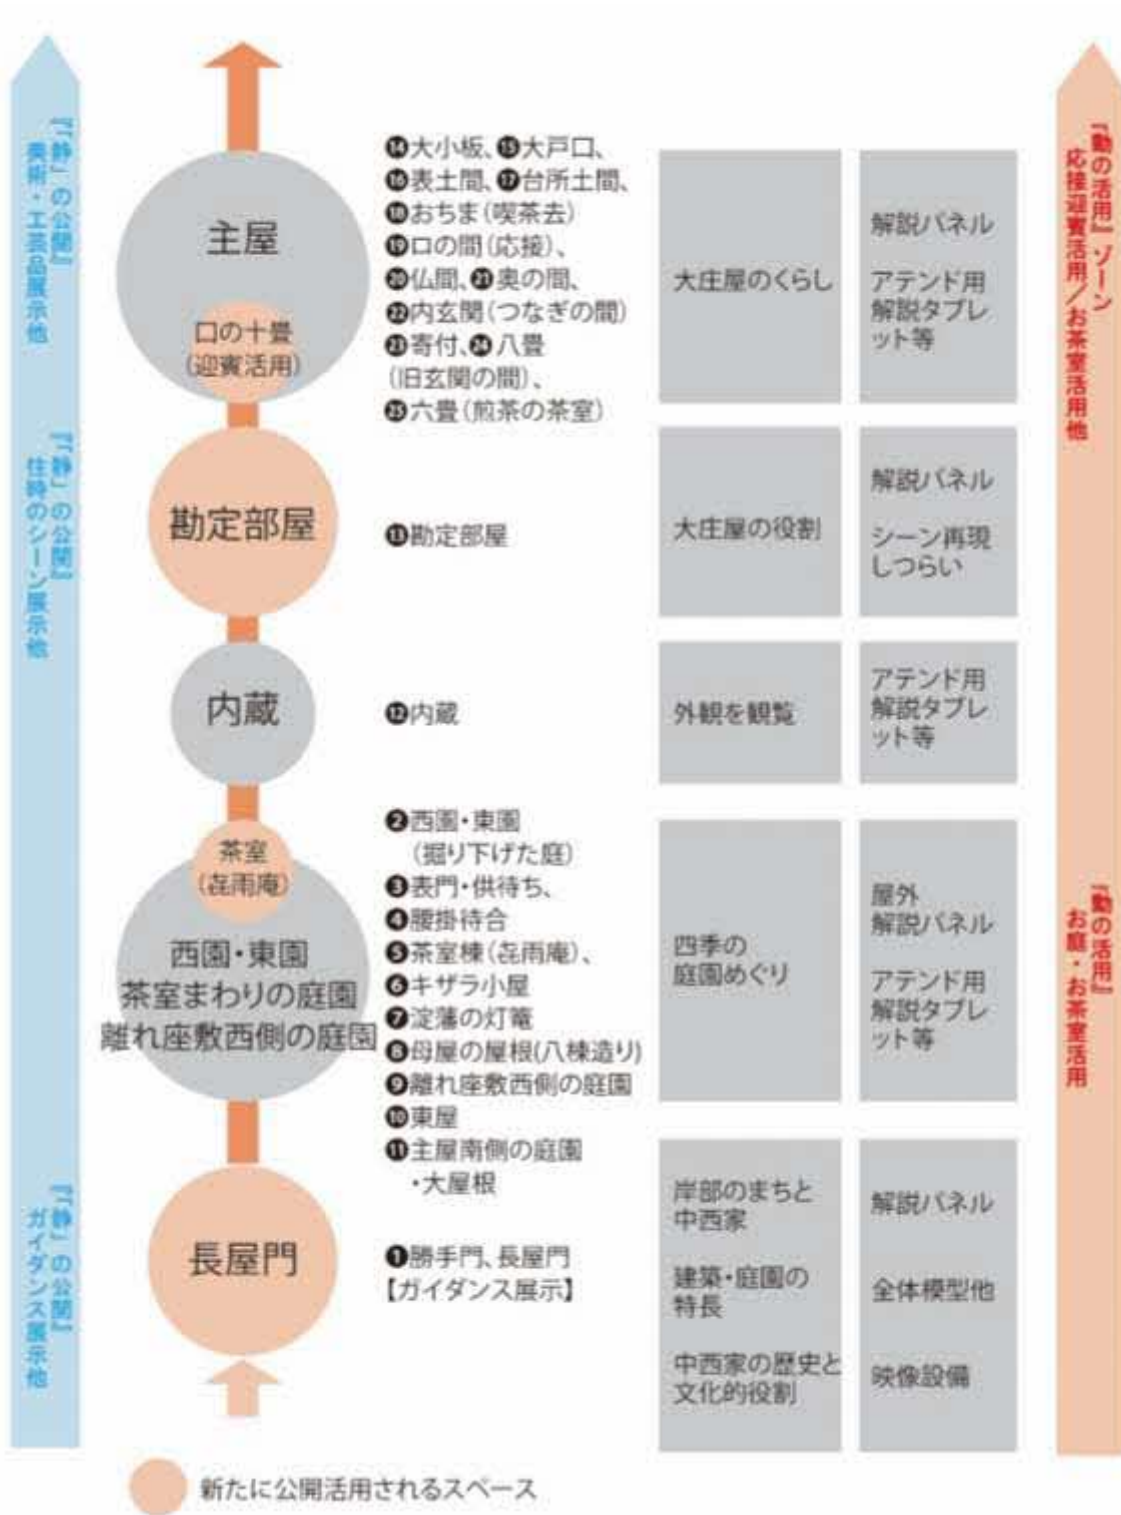 『「静」の公開』
美術・工芸品展示他
『「静」の公開』
往時のシーン展示他
『「静」の公開』
ガイダンス展示他
主屋
口の十畳
(迎賓活用)
⓮大小板、⓯大戸口、
⓰表土間、⓱台所土間、
⓲おちま(喫茶去)
⓳口の間(応接)、
⓴仏間、㉑奥の間、
㉒内玄関(つなぎの間)
㉓寄付、㉔八畳
(旧玄関の間)、
㉕六畳(煎茶の茶室)
大庄屋のくらし
解説パネル
アテンド用
解説タブレ
ット等
勘定部屋
⓭勘定部屋
大庄屋の役割
解説パネル
シーン再現
しつらい
内蔵
⓬内蔵
外観を観覧
アテンド用
解説タブレ
ット等
茶室
(㐂雨庵)
西園・東園
茶室まわりの庭園
離れ座敷西側の庭園
❷西園・東園
(掘り下げた庭)
❸表門・供待ち、
❹腰掛待合
❺茶室棟(㐂雨庵)、
❻キザラ小屋
❼淀藩の灯篭
❽母屋の屋根(八棟造り)
❾離れ座敷西側の庭園
❿東屋
⓫主屋南側の庭園
・大屋根
四季の
庭園めぐり
屋外
解説パネル
アテンド用
解説タブレ
ット等
長屋門
❶勝手門、長屋門
【ガイダンス展示】
岸部のまちと
中西家
建築・庭園の
特長
中西家の歴史と
文化的役割
解説パネル
全体模型他
映像設備
『動の活用』ゾーン
応接迎賓活用/お茶室活用他
『動の活用』
お庭・お茶室活用
新たに公開活用されるスペース